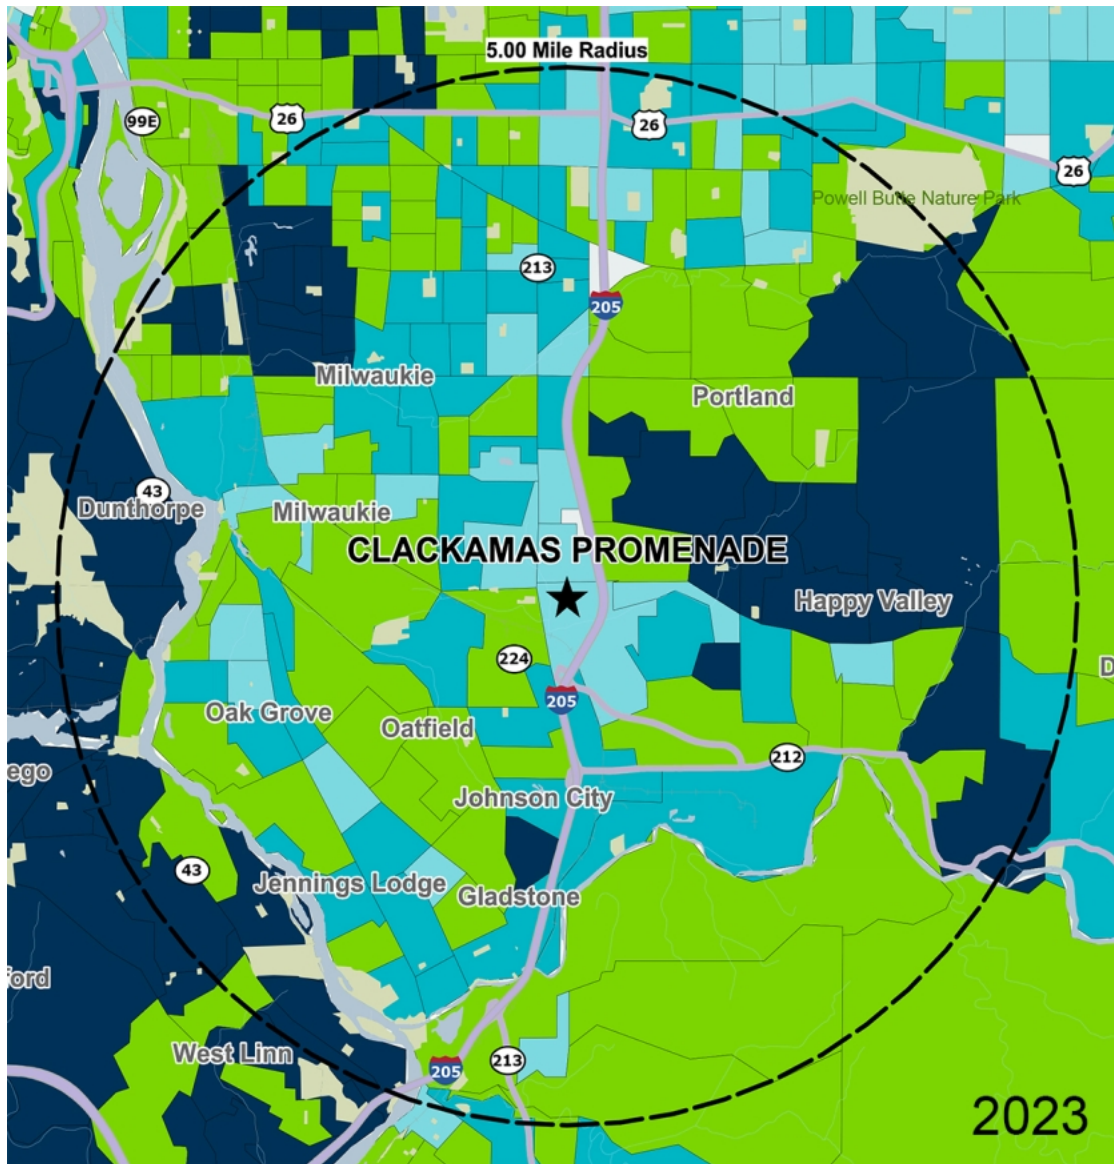 5.00 Mile Radius
99E
26
26
26
Powell Butte Nature Park
213
205
Milwaukie
Portland
43
Dunthorpe
Milwaukie
CLACKAMAS PROMENADE
Happy Valley
224
D
205
Oak Grove
Oatfield
212
ego
Johnson City
43
Jennings Lodge
Gladstone
ford
West Linn
213
205
2023